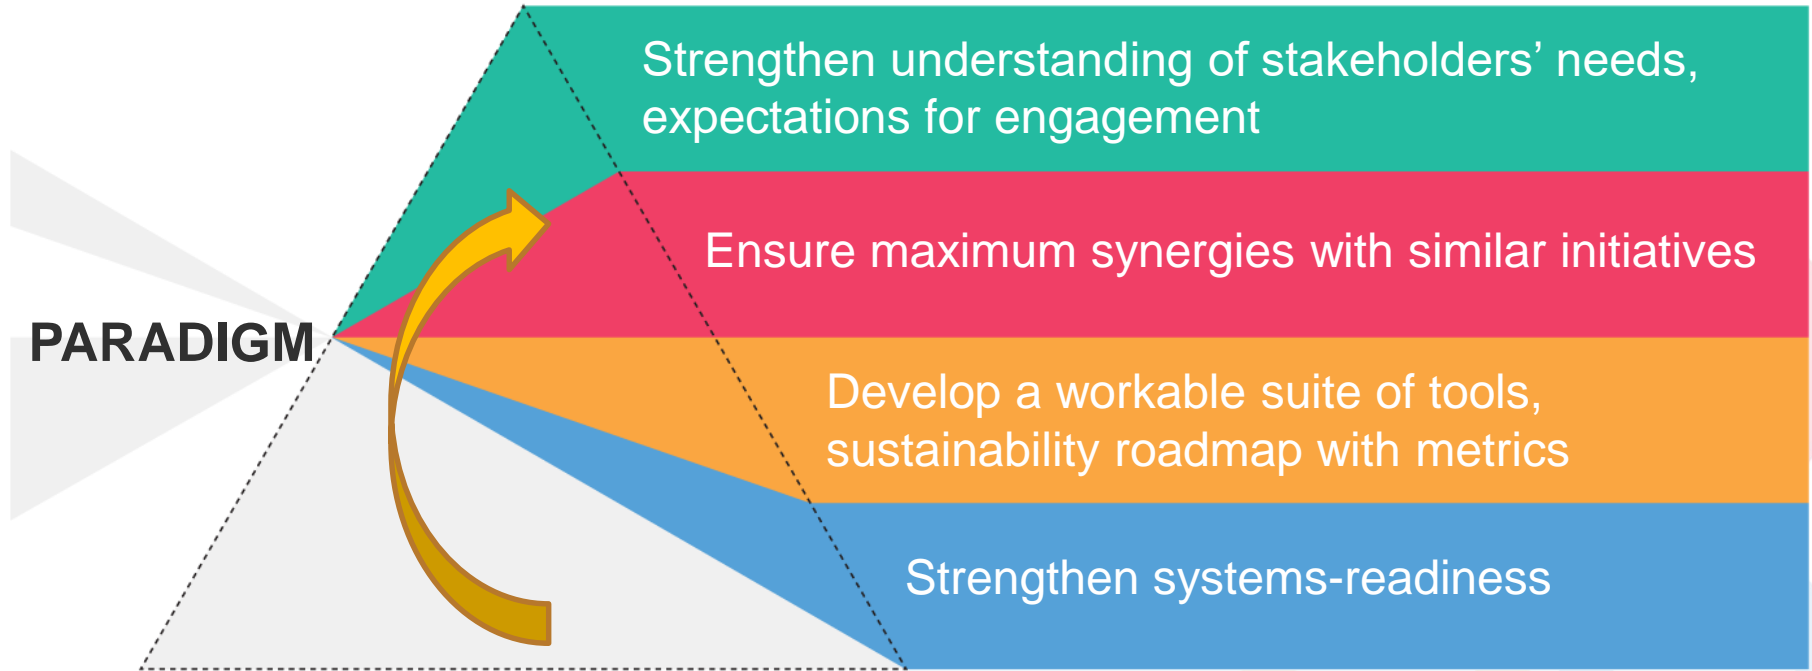 Strengthen understanding of stakeholders’ needs,
expectations for engagement
Ensure maximum synergies with similar initiatives
PARADIGM
Develop a workable suite of tools,
sustainability roadmap with metrics
Strengthen systems-readiness